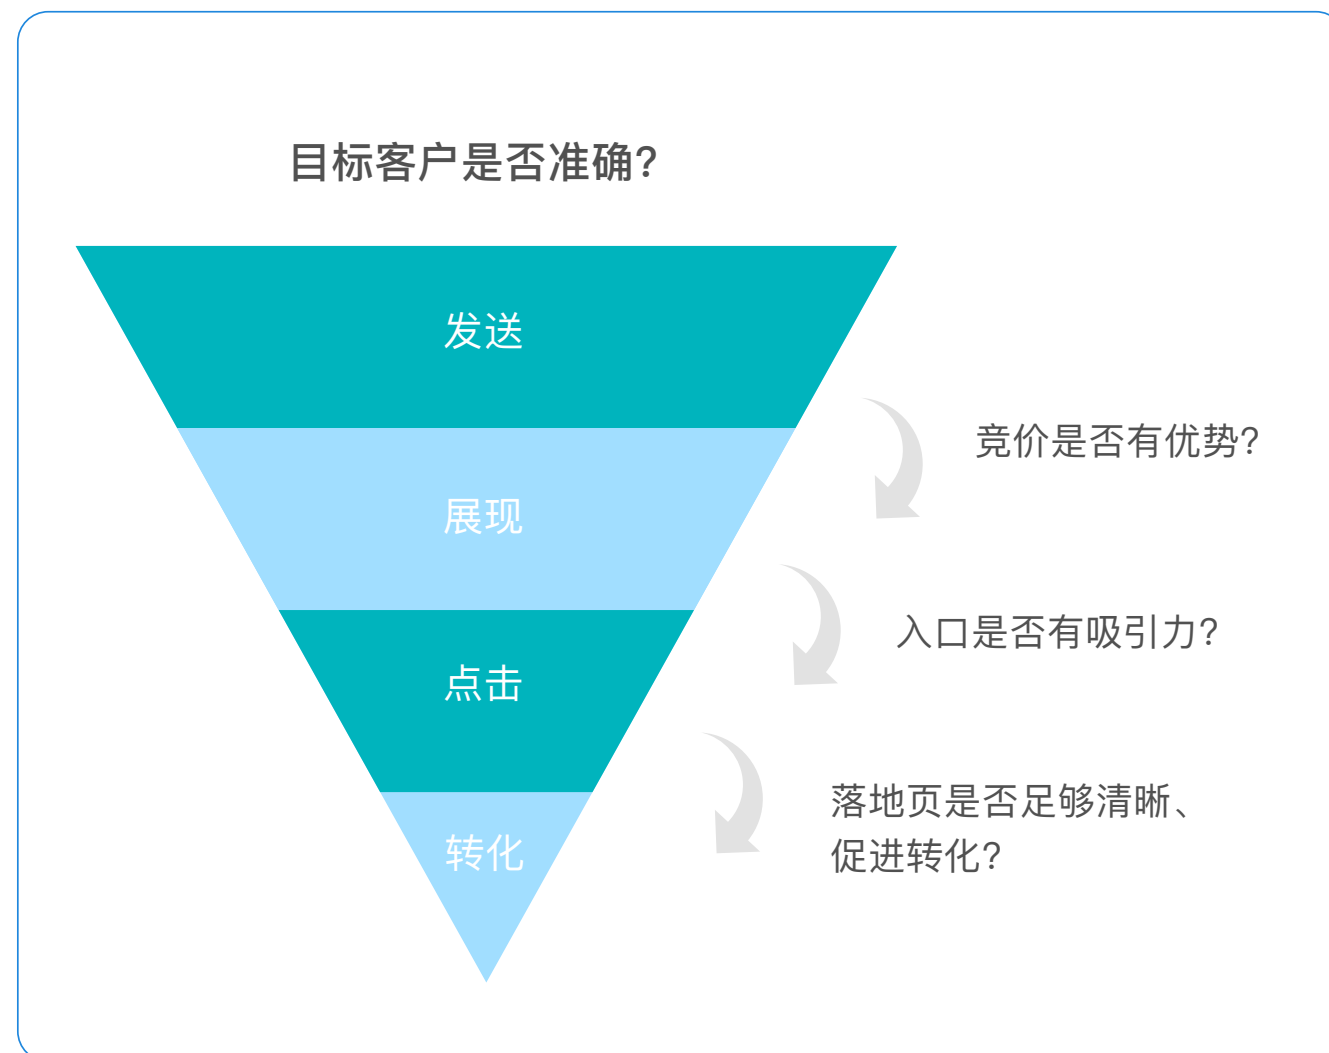 目标客户是否准确?
发送
展现
竞价是否有优势?
入口是否有吸引力?
点击
落地页是否足够清晰、
促进转化?
转化